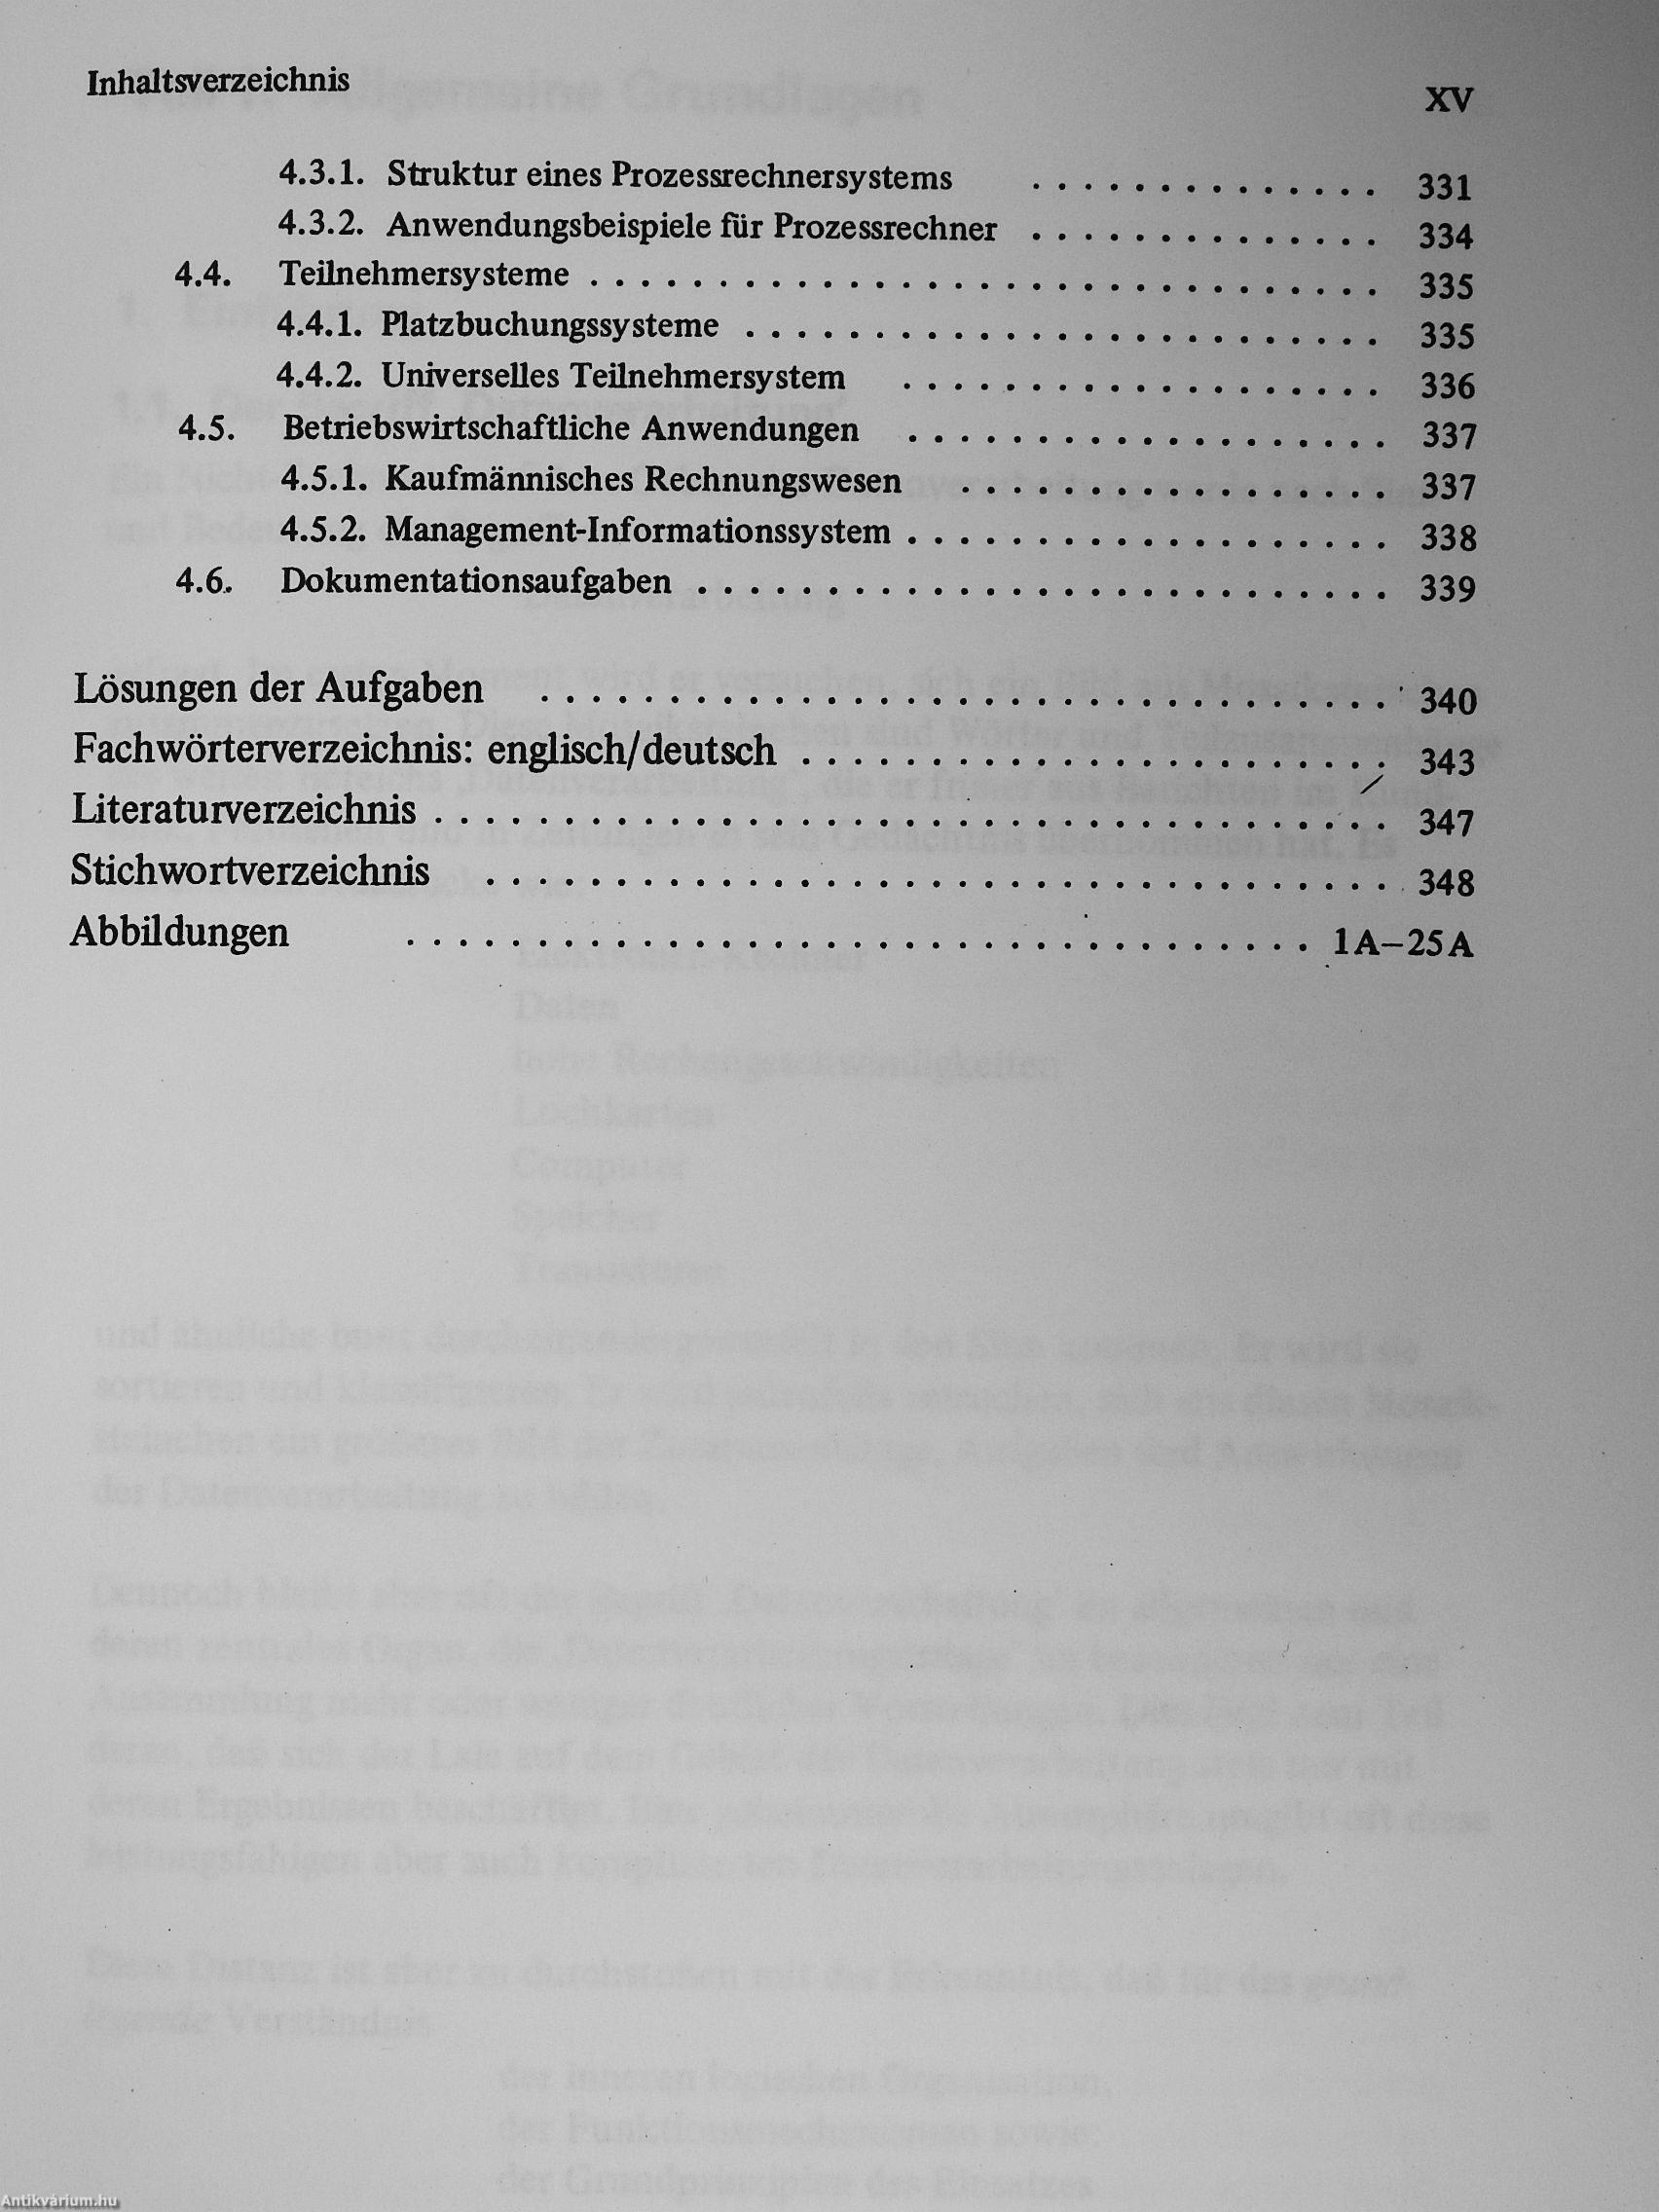 Inhaltsverzeichnis XV
4.3.1. Struktur eines Prozessrechnersystems . . . . . . . . . . . . . . 331
4.3.2. Anwendungsbeispiele für Prozessrechner . . . . . . . . . . . . . . 334
4.4. Teilnehmersysteme . . . . . . . . . . . . . . . . . . . . . . . . . . . . . . . 335
4.4.1. Platzbuchungssysteme . . . . . . . . . . . . . . . . . . . . . . . . . 335
4.4.2. Universelles Teilnehmersystem . . . . . . . . . . . . . . . . . . . 336
4.5. Betriebswirtschaftliche Anwendungen . . . . . . . . . . . . . . . . . . . 337
4.5.1. Kaufmännisches Rechnungswesen . . . . . . . . . . . . . . . . . 337
4.5.2. Management-Informationssystem . . . . . . . . . . . . . . . . . . . 338
4.6. Dokumentationsaufgaben . . . . . . . . . . . . . . . . . . . . . . . . . . . 339
Lösungen der Aufgaben . . . . . . . . . . . . . . . . . . . . . . . . . . . . . . . . . 340
Fachwörterverzeichnis: englisch/deutsch . . . . . . . . . . . . . . . . . . . . . . . 343
Literaturverzeichnis . . . . . . . . . . . . . . . . . . . . . . . . . . . . . . . . . . . . . 347
Stichwortverzeichnis . . . . . . . . . . . . . . . . . . . . . . . . . . . . . . . . . . . 348
Abbildungen . . . . . . . . . . . . . . . . . . . . . . . . . . . . . . . . . . . 1A–25A
Antikvárium.hu